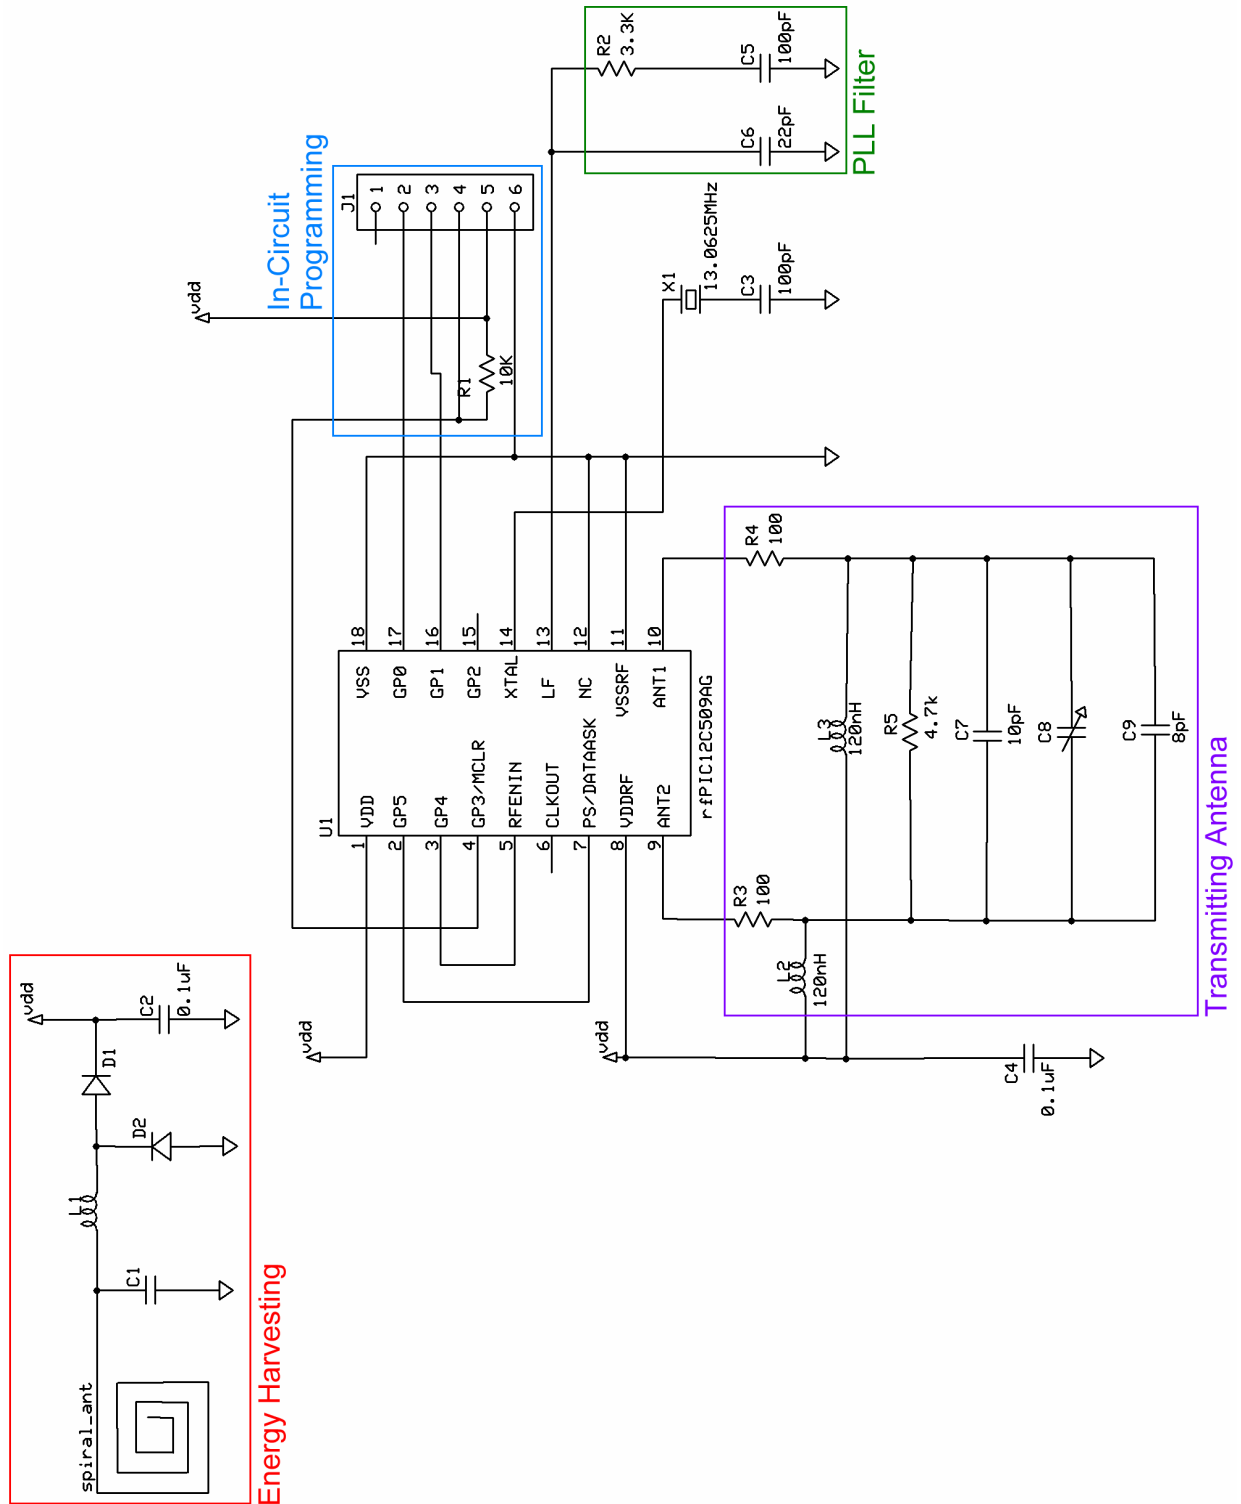 Energy Harvesting
spiral_ant
C1
L1
D2
D1
vdd
C2
0.1uF
In-Circuit
Programming
J1
1
2
3
4
5
6
vdd
R1
10K
PLL Filter
R2
3.3K
C5
100pF
C6
22pF
X1
13.0625MHz
C3
100pF
U1
rfPIC12C509AG
1 VDD
2 GP5
3 GP4
4 GP3/MCLR
5 RFENIN
6 CLKOUT
7 PS/DATAASK
8 VDDRF
9 ANT2
18 VSS
17 GP0
16 GP1
15 GP2
14 XTAL
13 LF
12 NC
11 VSSRF
10 ANT1
vdd
vdd
C4
0.1uF
Transmitting Antenna
R3
100
R4
100
L2
120nH
L3
120nH
R5
4.7k
C7
10pF
C8
C9
8pF